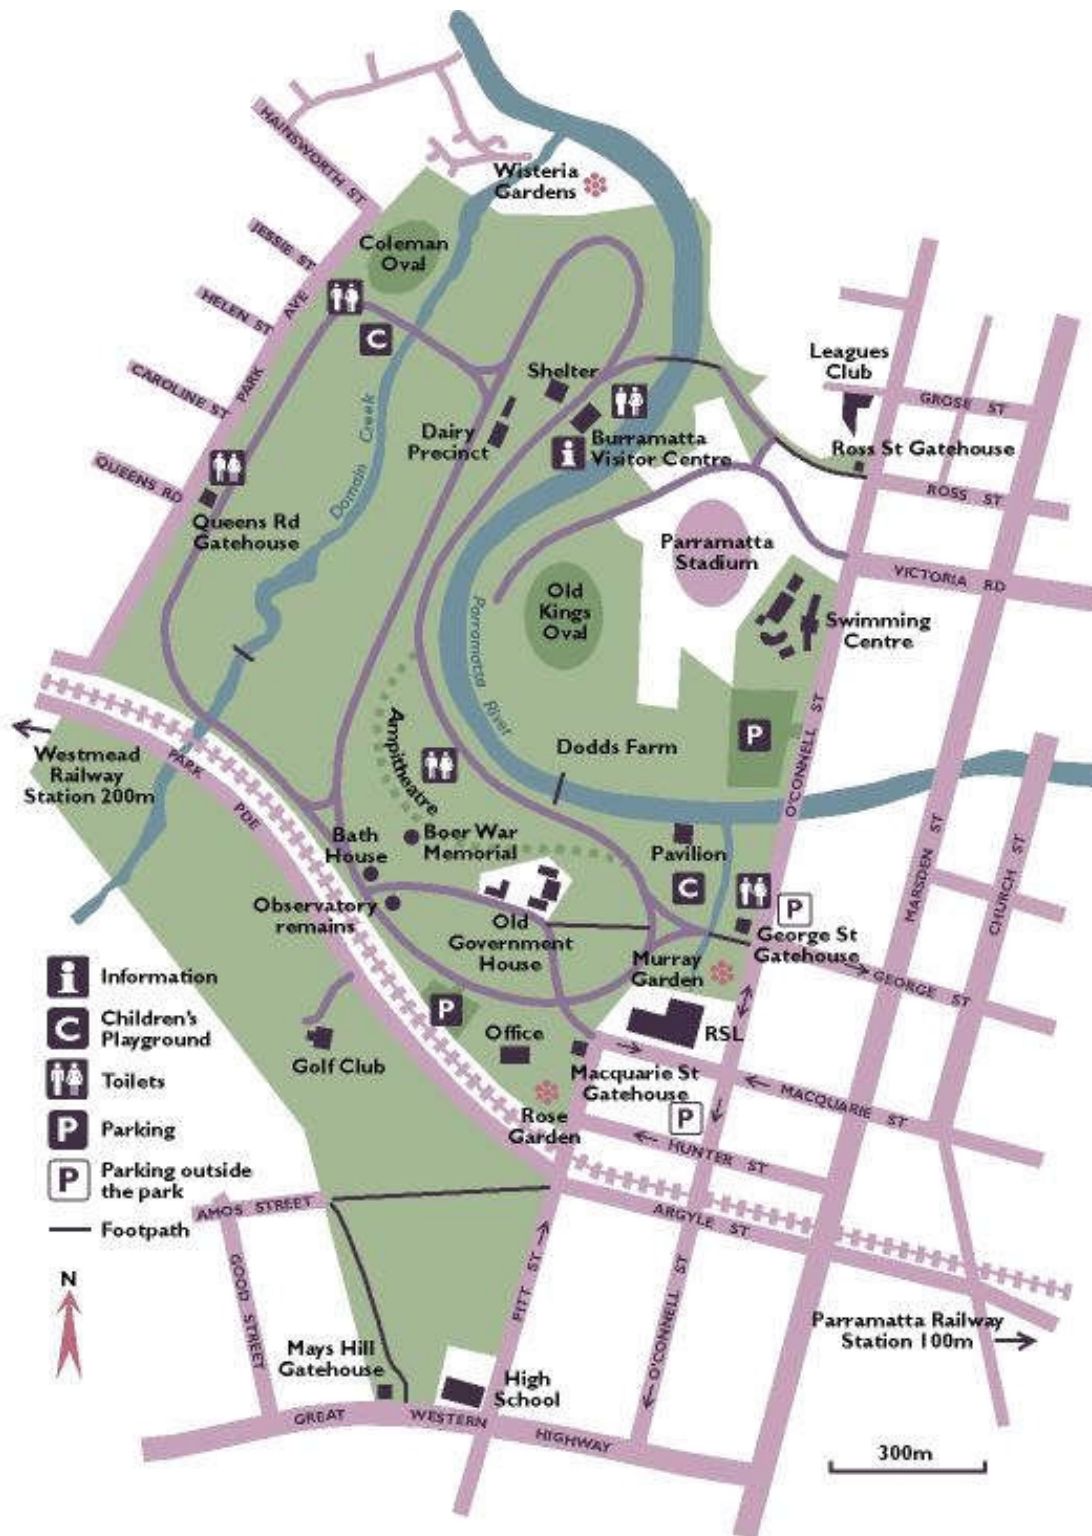 HAINSWORTH ST
Wisteria
Gardens
JESSIE ST
Coleman
Oval
HELEN ST
PARK AVE
C
CAROLINE ST
Shelter
Leagues
Club
GROSE ST
Dairy
Precinct
i
Burramatta
Visitor Centre
Ross St Gatehouse
QUEENS RD
Domain Creek
ROSS ST
Queens Rd
Gatehouse
Parramatta
Stadium
VICTORIA RD
Old
Kings
Oval
Swimming
Centre
Parramatta River
Ampitheatre
P
Dodds Farm
O'CONNELL ST
Westmead
Railway
Station 200m
PARK PDE
Bath
House
Boer War
Memorial
Pavilion
C
P
MARSDEN ST
CHURCH ST
Observatory
remains
Old
Government
House
Murray
Garden
George St
Gatehouse
GEORGE ST
i Information
C Children's
Playground
Toilets
P Parking
P Parking outside
the park
Footpath
P
Office
RSL
Golf Club
Macquarie St
Gatehouse
MACQUARIE ST
Rose
Garden
P
HUNTER ST
AMOS STREET
ARGYLE ST
GOOD STREET
PITT ST
O'CONNELL ST
N
Parramatta Railway
Station 100m
Mays Hill
Gatehouse
High
School
GREAT WESTERN HIGHWAY
300m